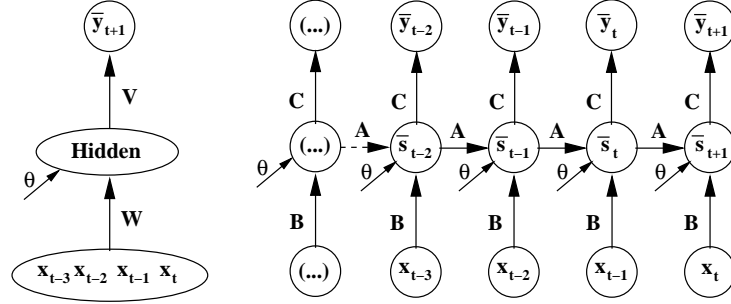 ȳt+1 (...) ȳt−2 ȳt−1 ȳt ȳt+1
V C C C C C
Hidden (...) A s̄t−2 A s̄t−1 A s̄t A s̄t+1
θ θ θ θ θ θ
W B B B B B
xt−3 xt−2 xt−1 xt (...) xt−3 xt−2 xt−1 xt